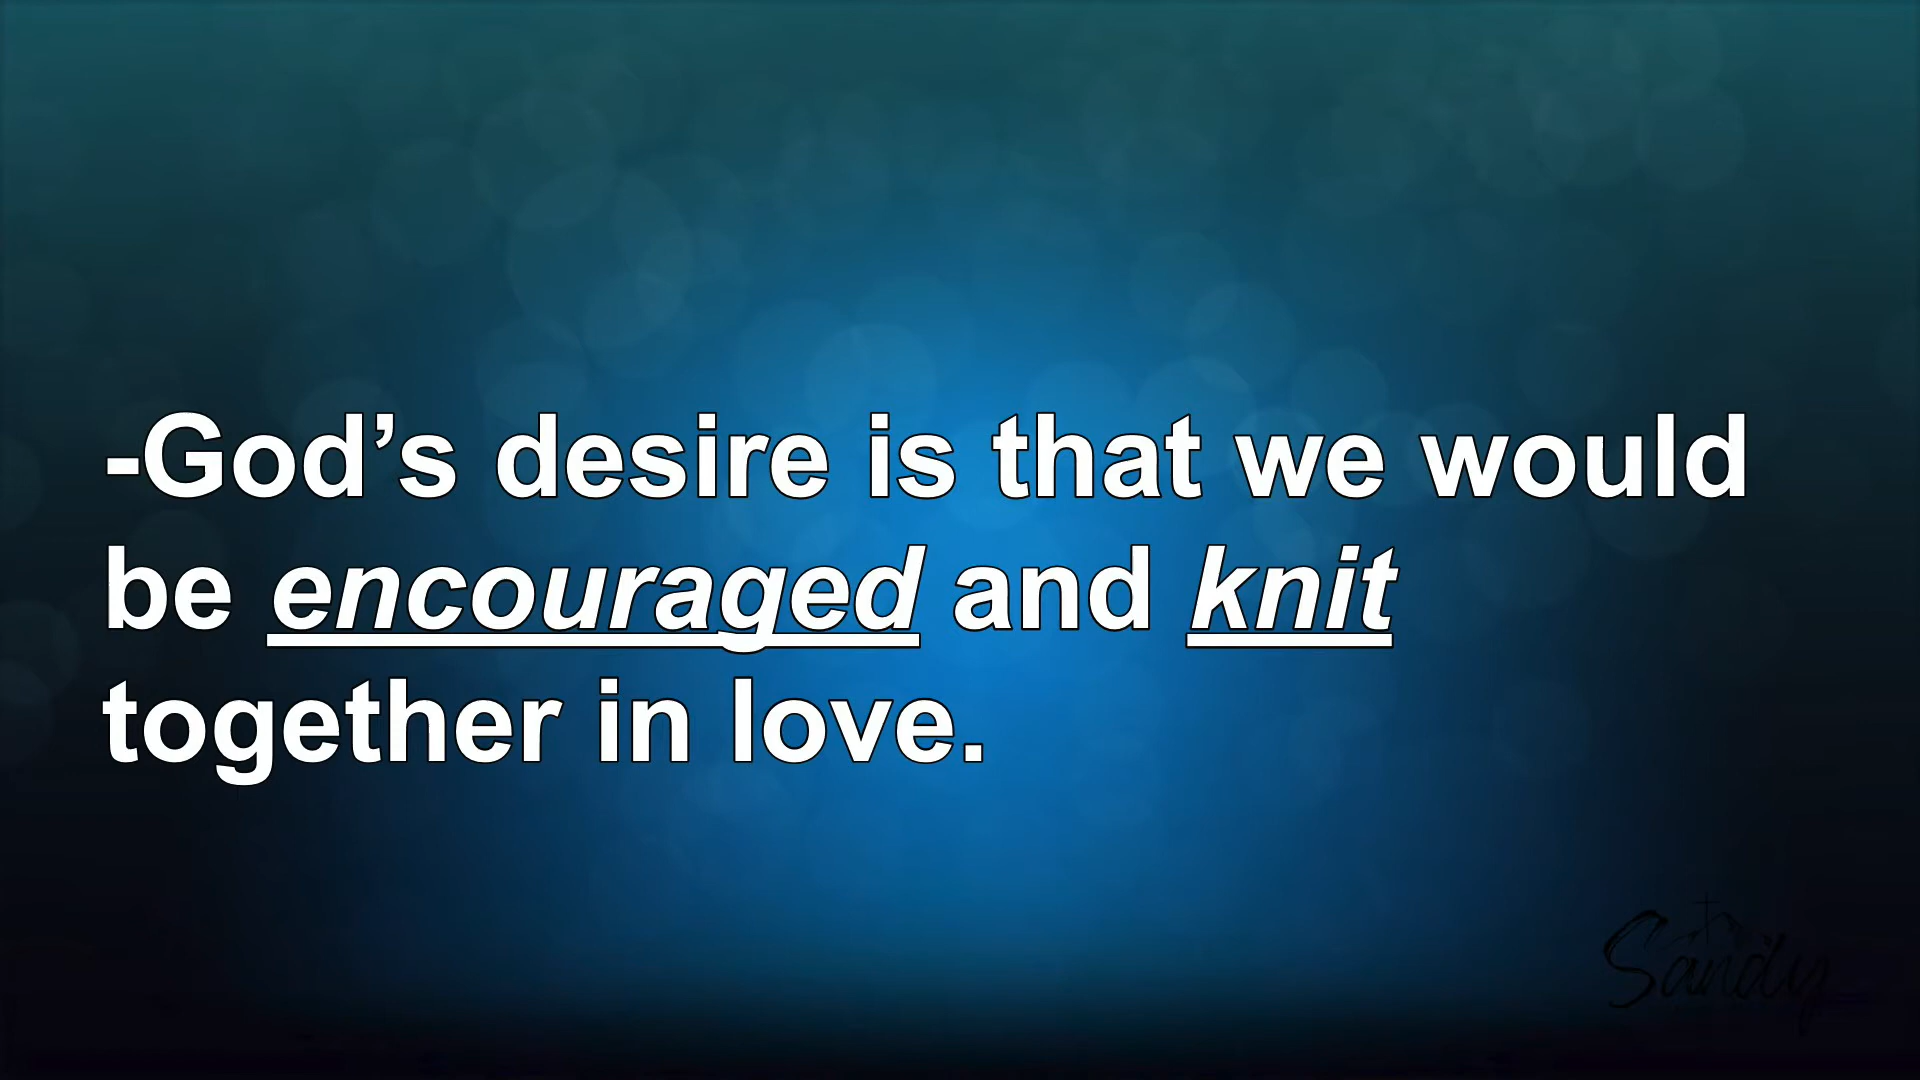 -God’s desire is that we would
be encouraged and knit
together in love.
Sandy